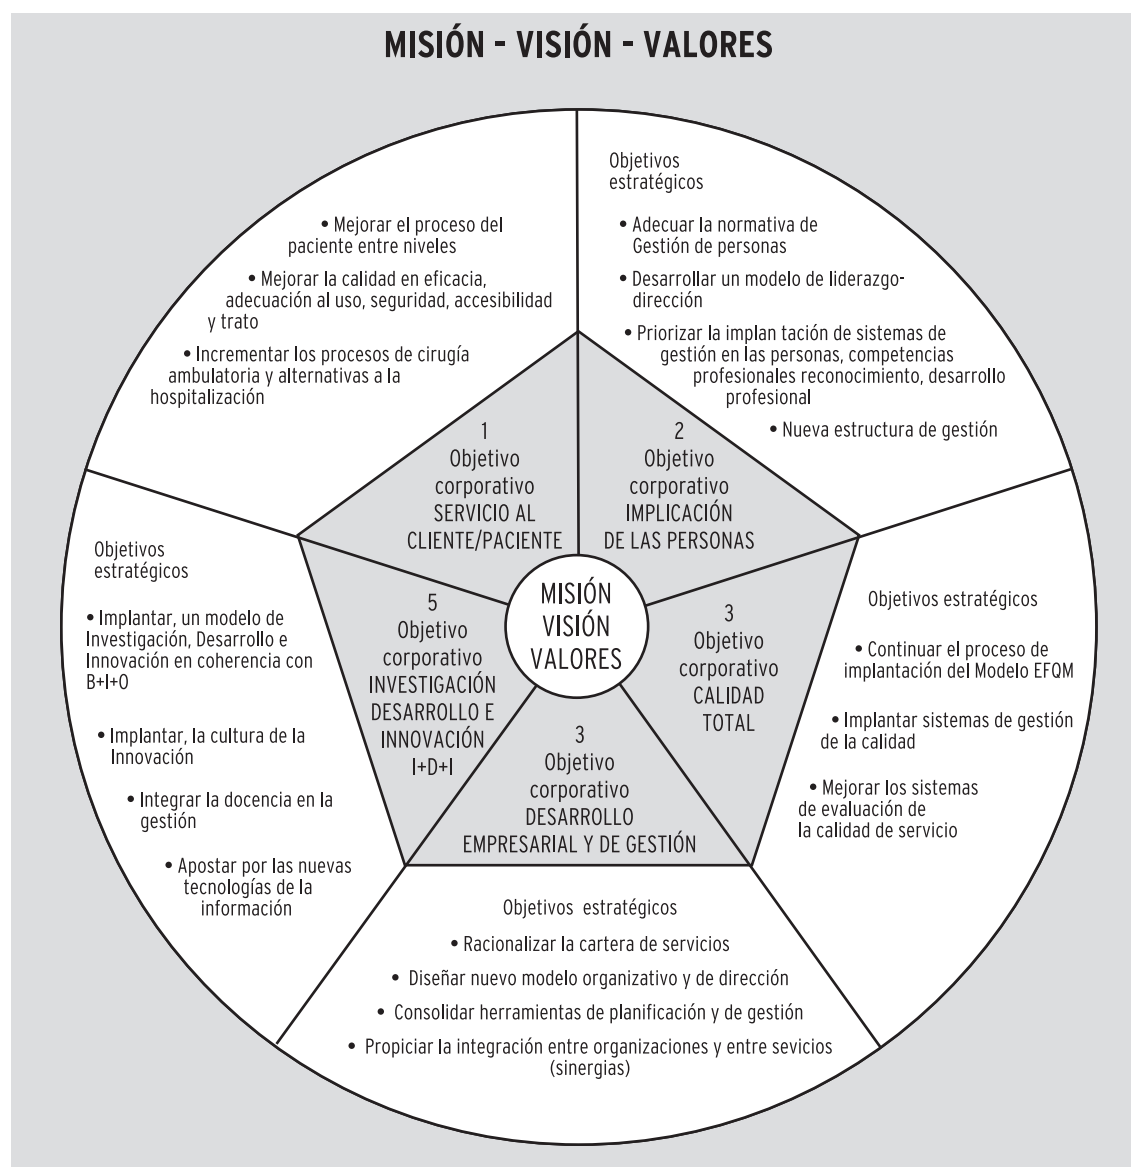 MISIÓN - VISIÓN - VALORES
• Mejorar el proceso del
paciente entre niveles
• Mejorar la calidad en eficacia,
adecuación al uso, seguridad, accesibilidad
y trato
• Incrementar los procesos de cirugía
ambulatoria y alternativas a la
hospitalización
Objetivos
estratégicos
• Adecuar la normativa de
Gestión de personas
• Desarrollar un modelo de liderazgo-
dirección
• Priorizar la implan tación de sistemas de
gestión en las personas, competencias
profesionales reconocimiento, desarrollo
profesional
• Nueva estructura de gestión
1
Objetivo
corporativo
SERVICIO AL
CLIENTE/PACIENTE
2
Objetivo
corporativo
IMPLICACIÓN
DE LAS PERSONAS
MISIÓN
VISIÓN
VALORES
3
Objetivo
corporativo
CALIDAD
TOTAL
Objetivos estratégicos
• Continuar el proceso de
implantación del Modelo EFQM
• Implantar sistemas de gestión
de la calidad
• Mejorar los sistemas
de evaluación de
la calidad de servicio
3
Objetivo
corporativo
DESARROLLO
EMPRESARIAL Y DE GESTIÓN
Objetivos estratégicos
• Racionalizar la cartera de servicios
• Diseñar nuevo modelo organizativo y de dirección
• Consolidar herramientas de planificación y de gestión
• Propiciar la integración entre organizaciones y entre sevicios
(sinergias)
5
Objetivo
corporativo
INVESTIGACIÓN
DESARROLLO E
INNOVACIÓN
I+D+I
Objetivos
estratégicos
• Implantar, un modelo de
Investigación, Desarrollo e
Innovación en coherencia con
B+I+O
• Implantar, la cultura de la
Innovación
• Integrar la docencia en la
gestión
• Apostar por las nuevas
tecnologías de la
información